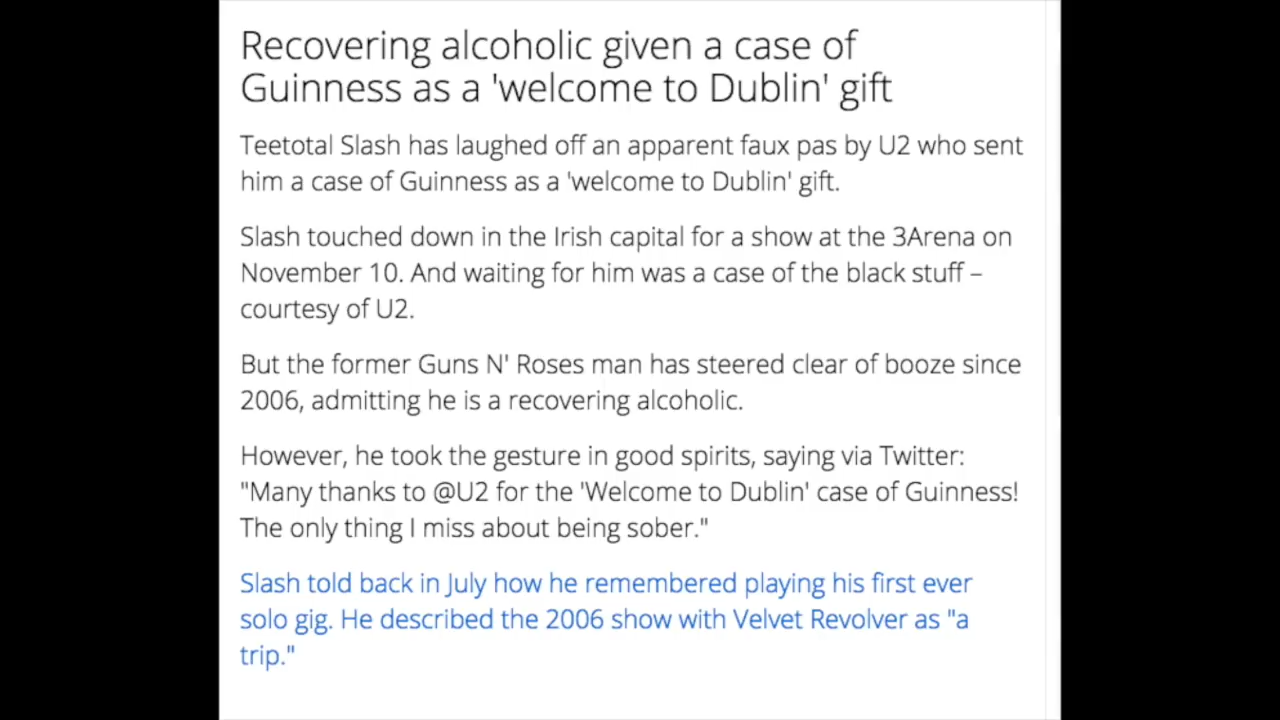 Recovering alcoholic given a case of
Guinness as a 'welcome to Dublin' gift
Teetotal Slash has laughed off an apparent faux pas by U2 who sent
him a case of Guinness as a 'welcome to Dublin' gift.
Slash touched down in the Irish capital for a show at the 3Arena on
November 10. And waiting for him was a case of the black stuff –
courtesy of U2.
But the former Guns N' Roses man has steered clear of booze since
2006, admitting he is a recovering alcoholic.
However, he took the gesture in good spirits, saying via Twitter:
"Many thanks to @U2 for the 'Welcome to Dublin' case of Guinness!
The only thing I miss about being sober."
Slash told back in July how he remembered playing his first ever
solo gig. He described the 2006 show with Velvet Revolver as "a
trip."